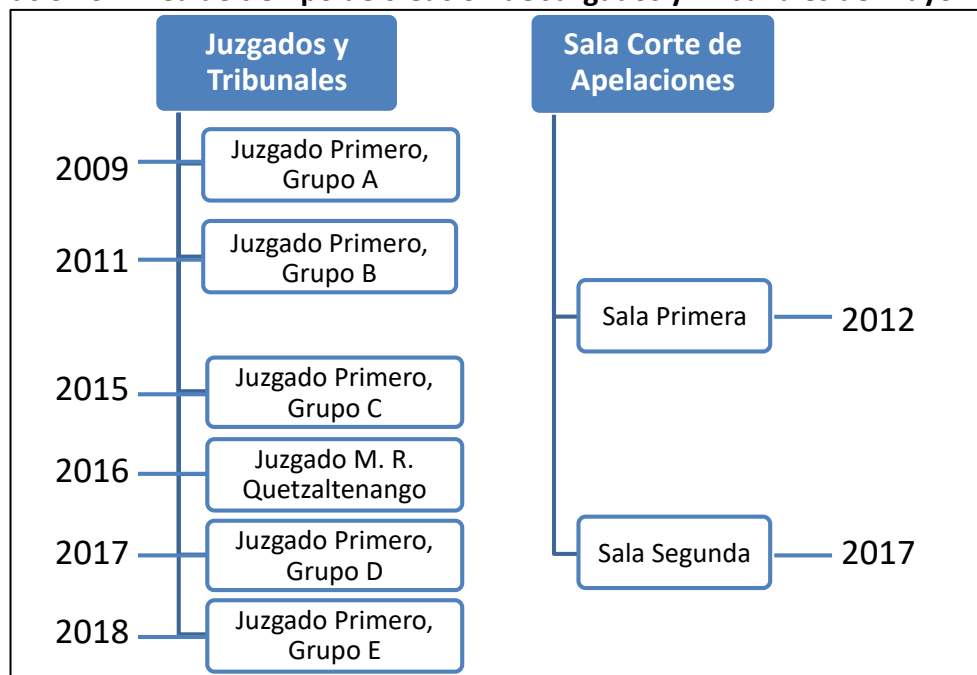 Juzgados y
Tribunales
2009
Juzgado Primero,
Grupo A
2011
Juzgado Primero,
Grupo B
2015
Juzgado Primero,
Grupo C
2016
Juzgado M. R.
Quetzaltenango
2017
Juzgado Primero,
Grupo D
2018
Juzgado Primero,
Grupo E
Sala Corte de
Apelaciones
Sala Primera
2012
Sala Segunda
2017